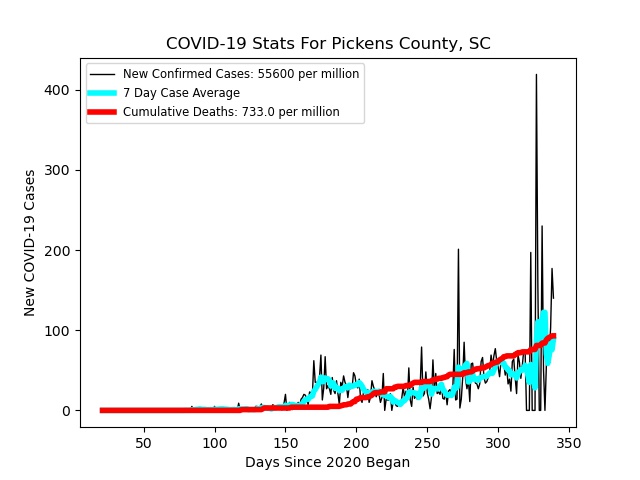 COVID-19 Stats For Pickens County, SC
New Confirmed Cases: 55600 per million
7 Day Case Average
Cumulative Deaths: 733.0 per million
New COVID-19 Cases
400
300
200
100
0
50
100
150
200
250
300
350
Days Since 2020 Began